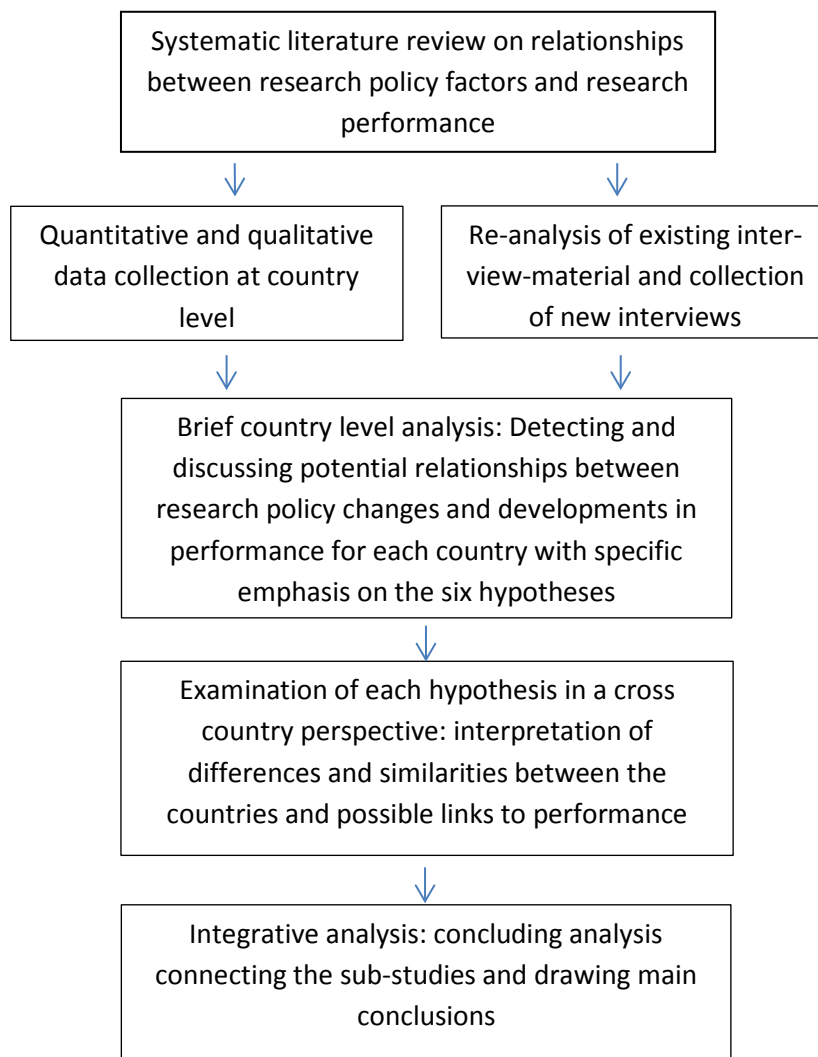 Systematic literature review on relationships
between research policy factors and research
performance
Quantitative and qualitative
data collection at country
level
Re-analysis of existing inter-
view-material and collection
of new interviews
Brief country level analysis: Detecting and
discussing potential relationships between
research policy changes and developments in
performance for each country with specific
emphasis on the six hypotheses
Examination of each hypothesis in a cross
country perspective: interpretation of
differences and similarities between the
countries and possible links to performance
Integrative analysis: concluding analysis
connecting the sub-studies and drawing main
conclusions